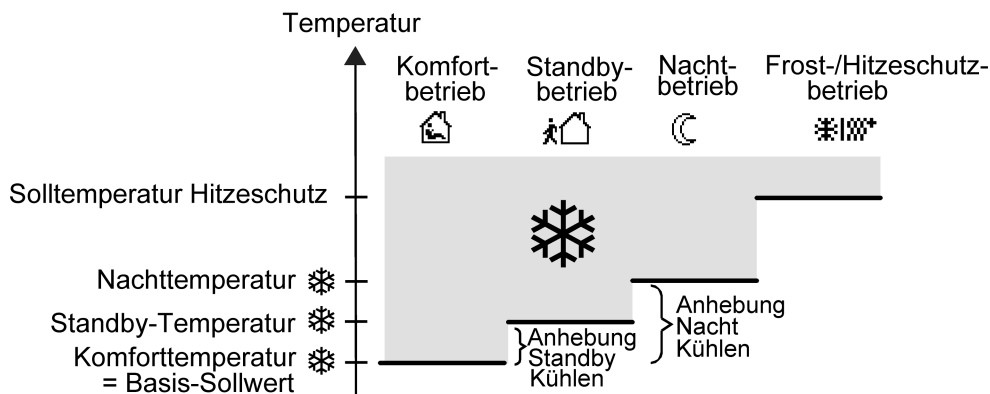 Temperatur
Komfort-
betrieb
Standby-
betrieb
Nacht-
betrieb
Frost-/Hitzeschutz-
betrieb
Solltemperatur Hitzeschutz
Nachttemperatur
Standby-Temperatur
Komforttemperatur
= Basis-Sollwert
Anhebung
Standby
Kühlen
Anhebung
Nacht
Kühlen